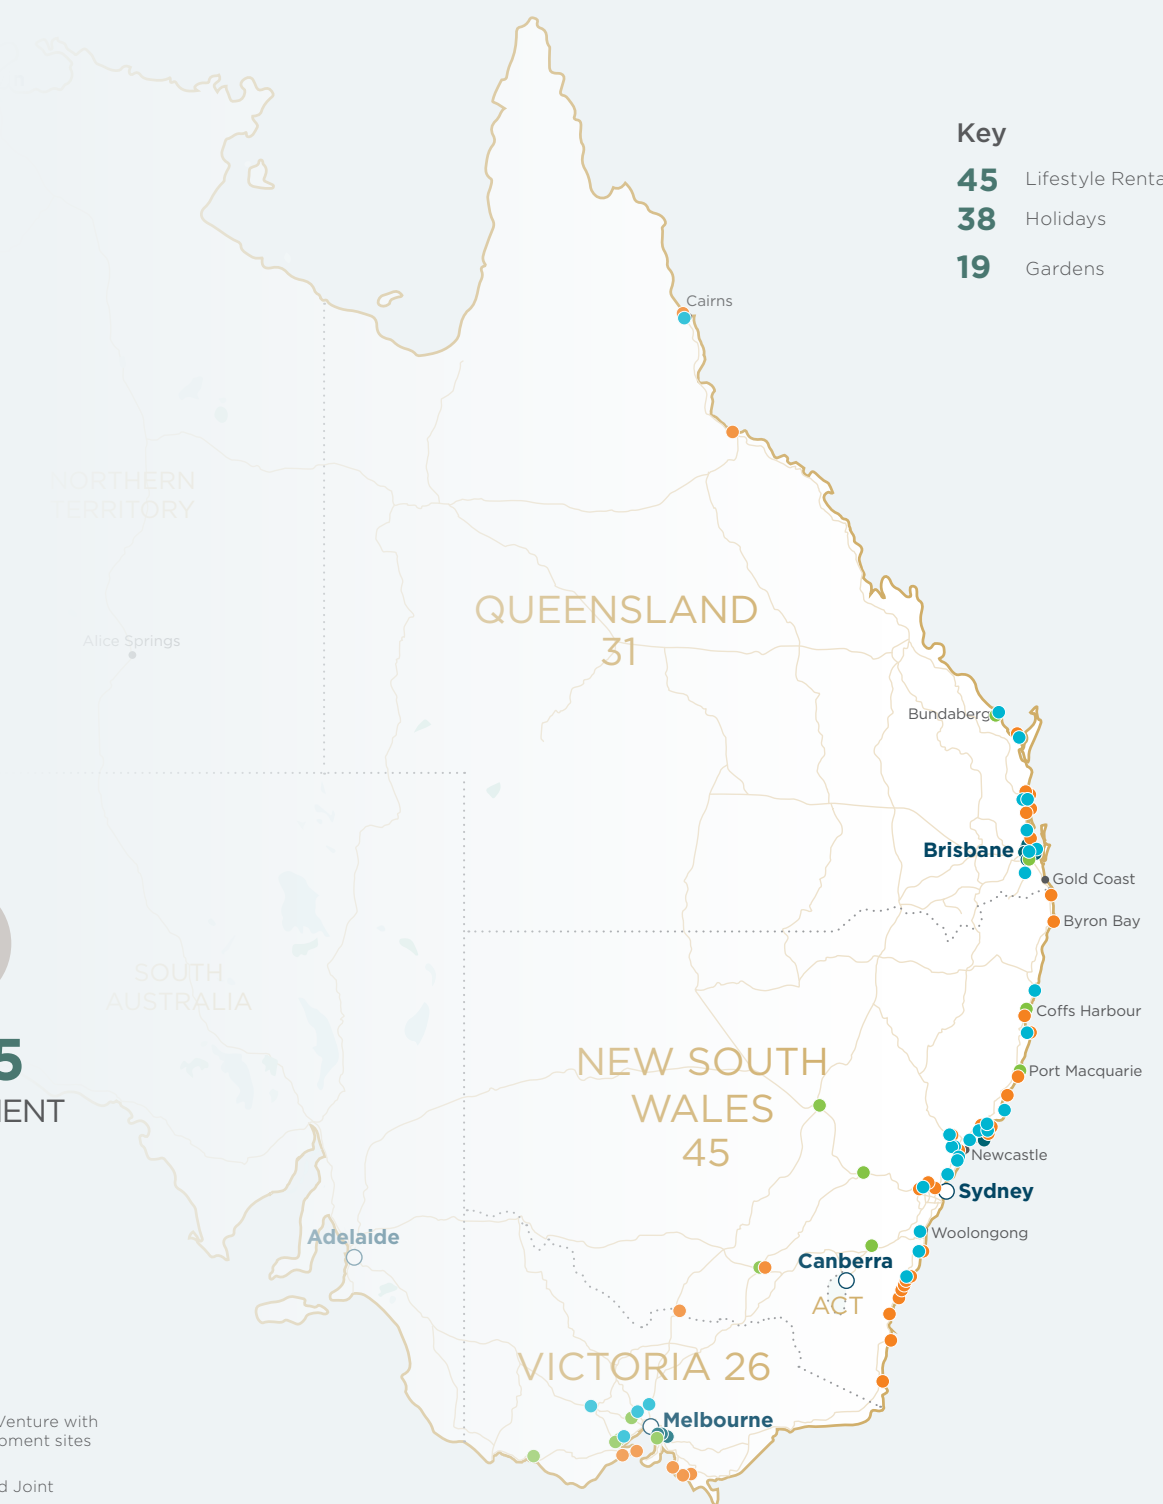 Key
45 Lifestyle Renta
38 Holidays
19 Gardens
Cairns
NORTHERN
TERRITORY
QUEENSLAND
31
Alice Springs
Bundaberg
Brisbane
Gold Coast
Byron Bay
SOUTH
AUSTRALIA
Coffs Harbour
5
NEW SOUTH
WALES
45
Port Macquarie
MENT
Newcastle
Sydney
Woolongong
Adelaide
Canberra
ACT
VICTORIA 26
Melbourne
Venture with
pment sites
d Joint